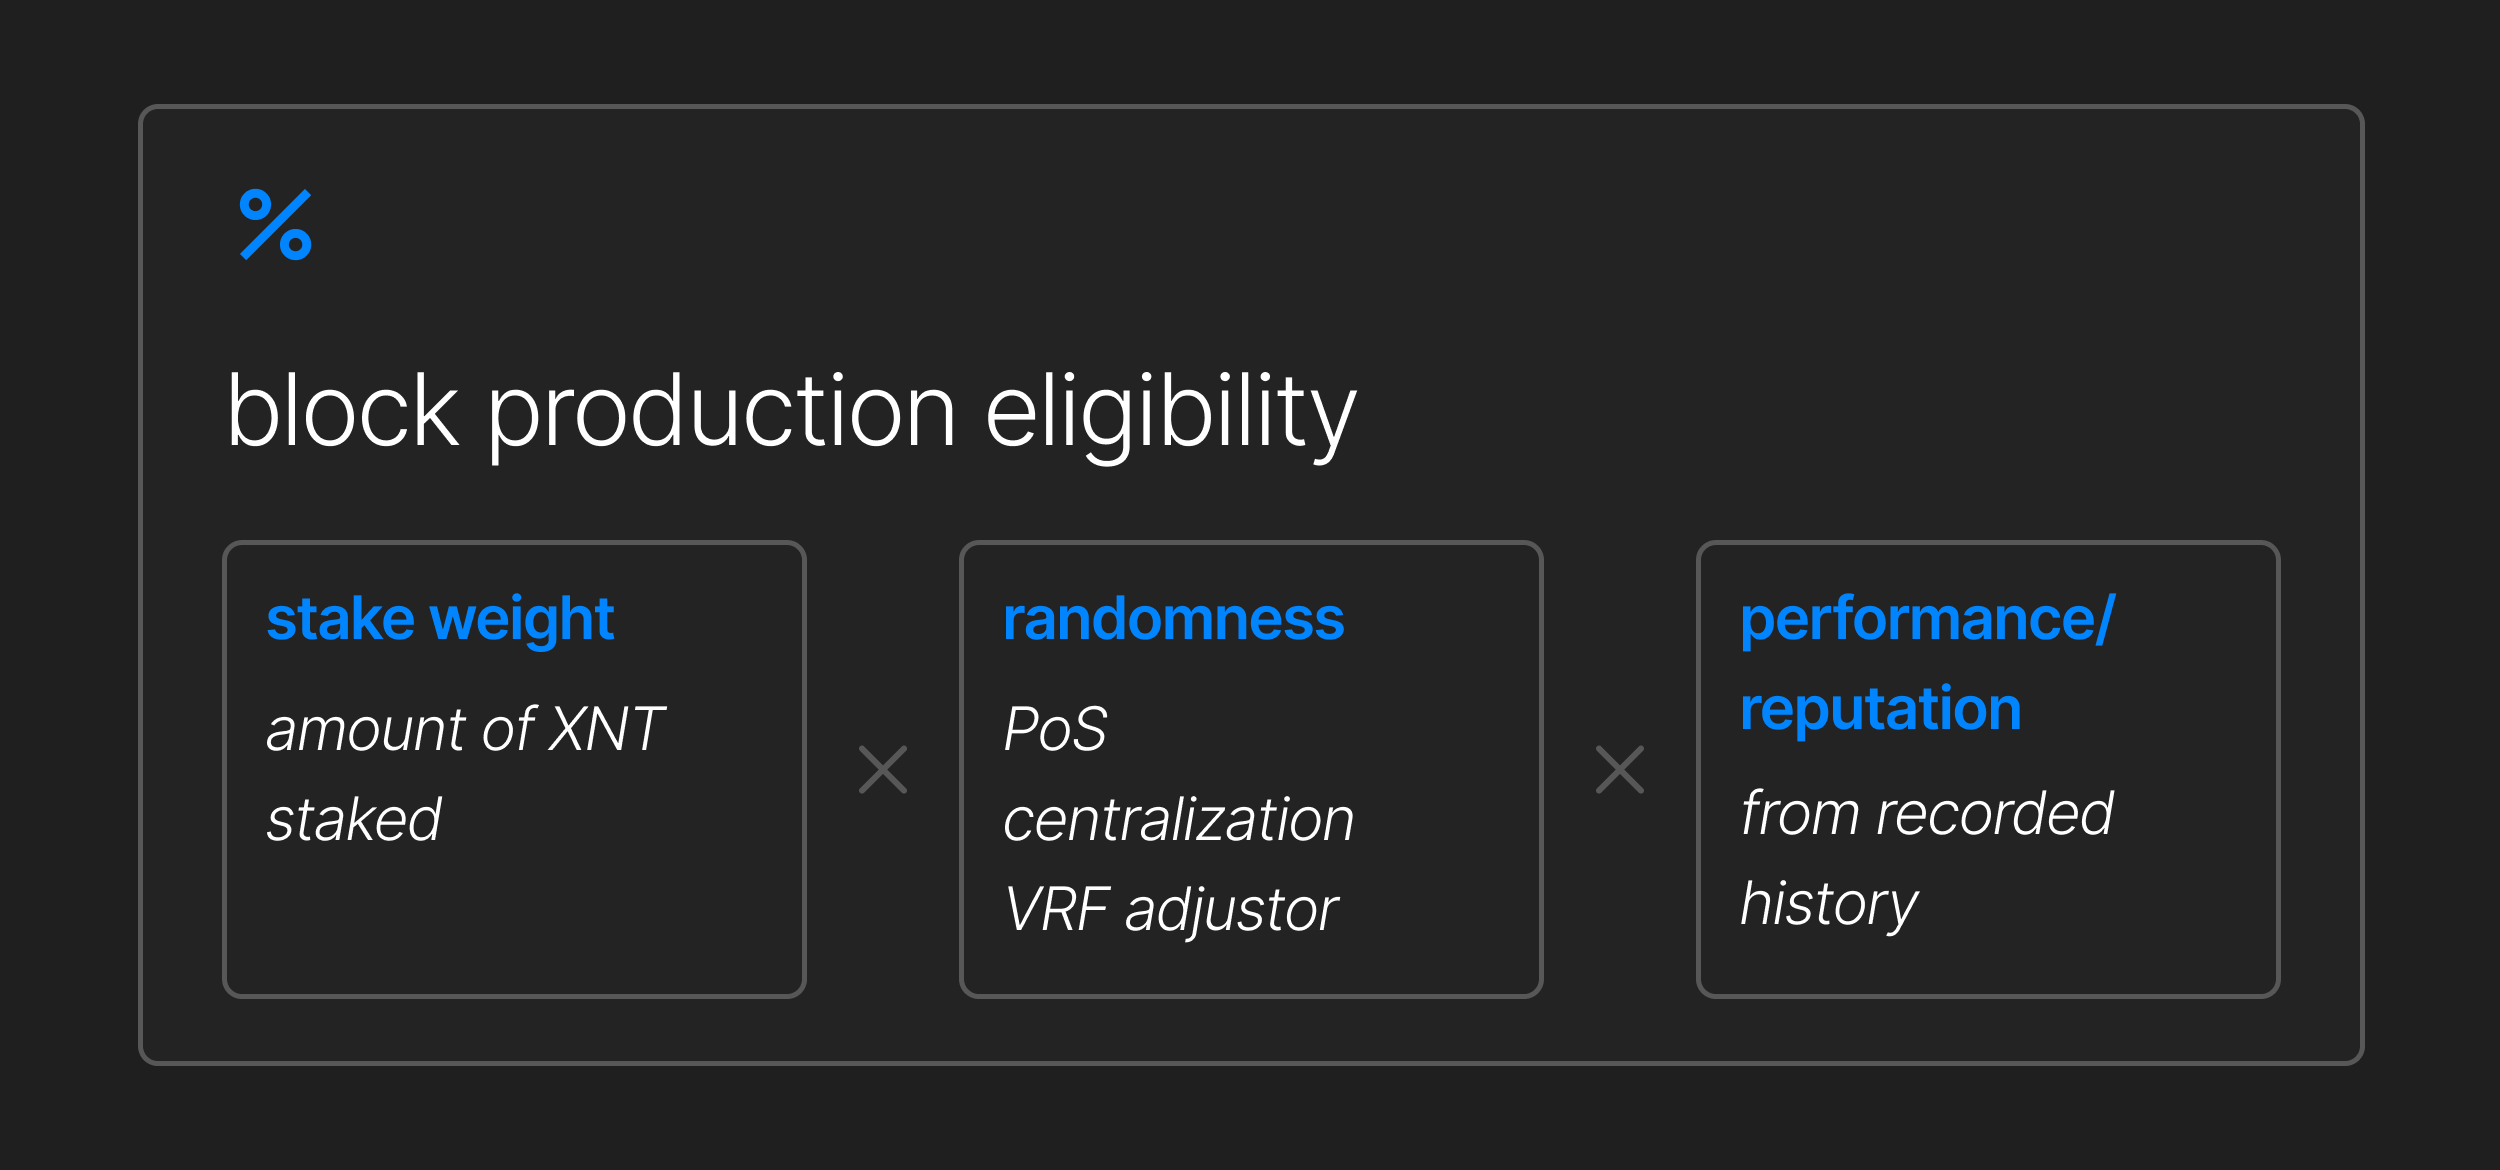 block production eligibility
stake weight
amount of XNT
staked
randomness
PoS
centralization
VRF adjustor
performance/
reputation
from recorded
history